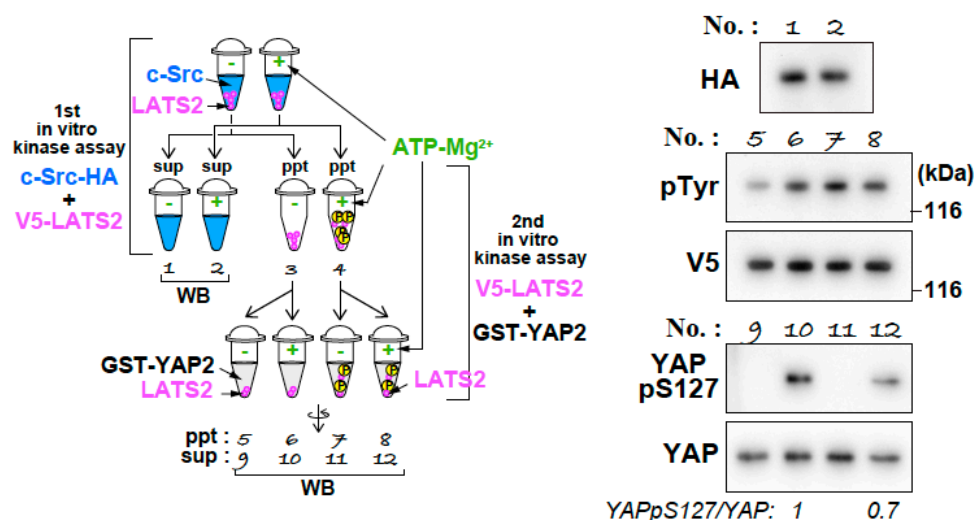 1st
in vitro
kinase assay
c-Src-HA
+
V5-LATS2
c-Src
LATS2
- +
ATP-Mg²⁺
sup sup ppt ppt
- + - +
P P P P
1 2 3 4
WB
2nd
in vitro
kinase assay
V5-LATS2
+
GST-YAP2
- + - +
GST-YAP2
LATS2
P P P P
LATS2
ppt : 5 6 7 8
sup : 9 10 11 12
WB
No. : 1 2
HA
No. : 5 6 7 8
pTyr
(kDa)
116
V5
116
No. : 9 10 11 12
YAP
pS127
YAP
YAPpS127/YAP: 1 0.7